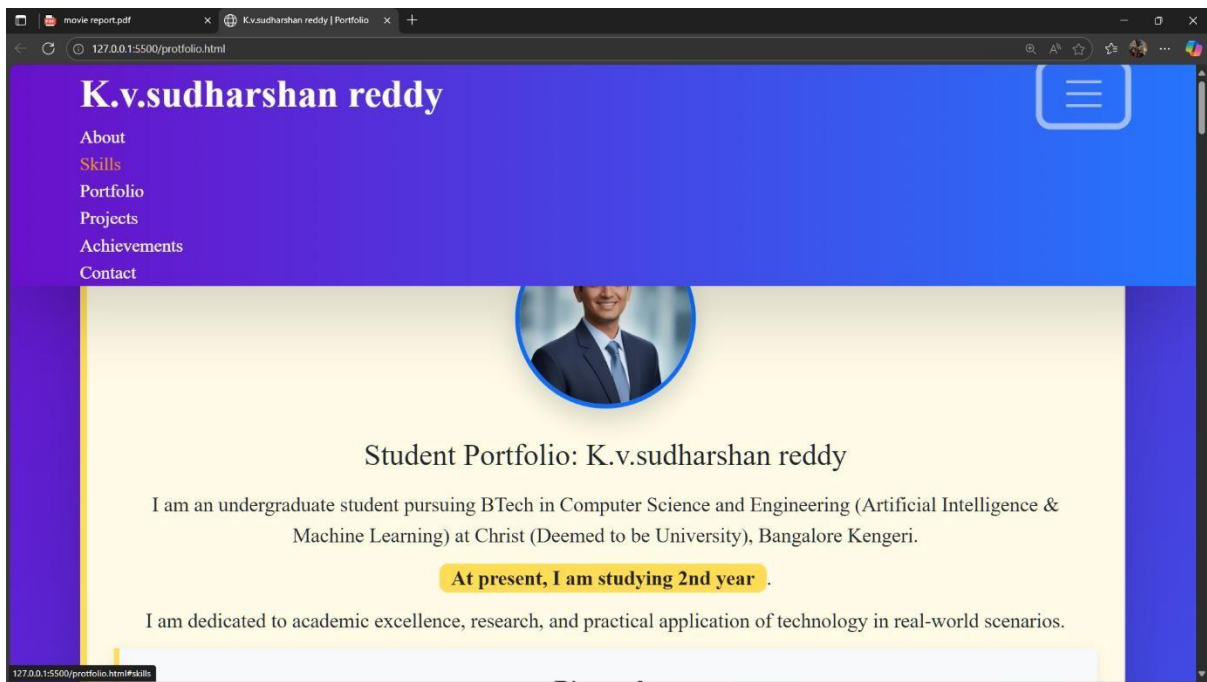 movie report.pdf
K.v.sudharshan reddy | Portfolio
127.0.0.1:5500/protfolio.html
K.v.sudharshan reddy
About
Skills
Portfolio
Projects
Achievements
Contact
Student Portfolio: K.v.sudharshan reddy
I am an undergraduate student pursuing BTech in Computer Science and Engineering (Artificial Intelligence &
Machine Learning) at Christ (Deemed to be University), Bangalore Kengeri.
At present, I am studying 2nd year .
I am dedicated to academic excellence, research, and practical application of technology in real-world scenarios.
127.0.0.1:5500/protfolio.html#skills